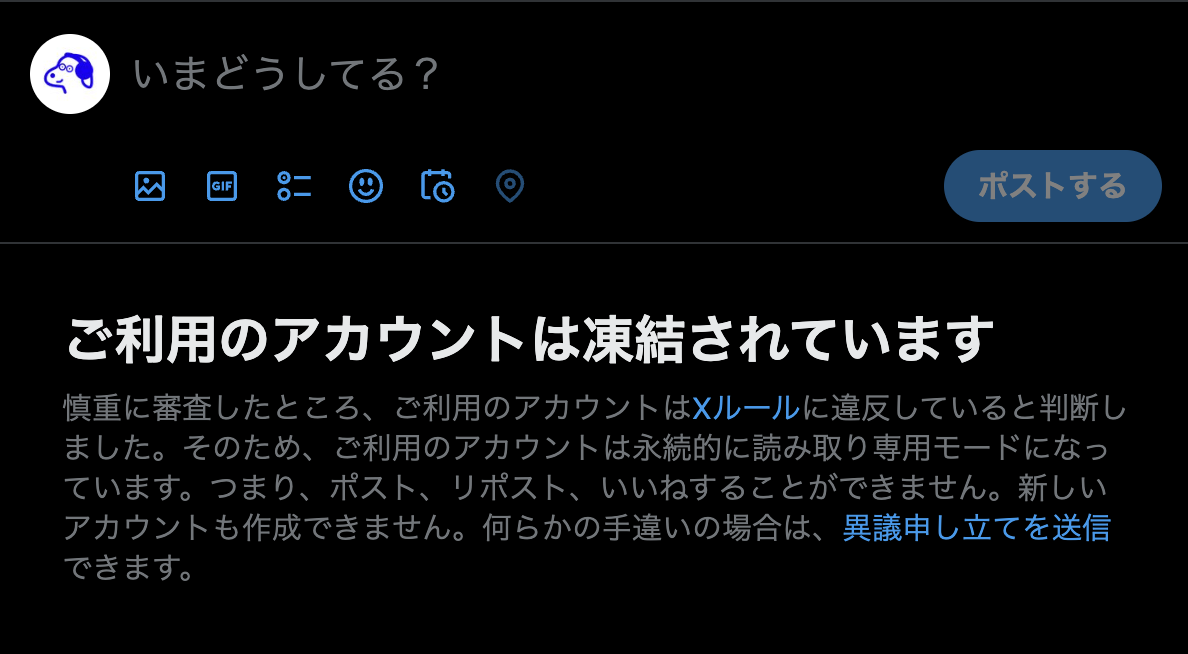 いまどうしてる？
GIF
ポストする
ご利用のアカウントは凍結されています
慎重に審査したところ、ご利用のアカウントはXルールに違反していると判断し
ました。そのため、ご利用のアカウントは永続的に読み取り専用モードになっ
ています。つまり、ポスト、リポスト、いいねすることができません。新しい
アカウントも作成できません。何らかの手違いの場合は、異議申し立てを送信
できます。